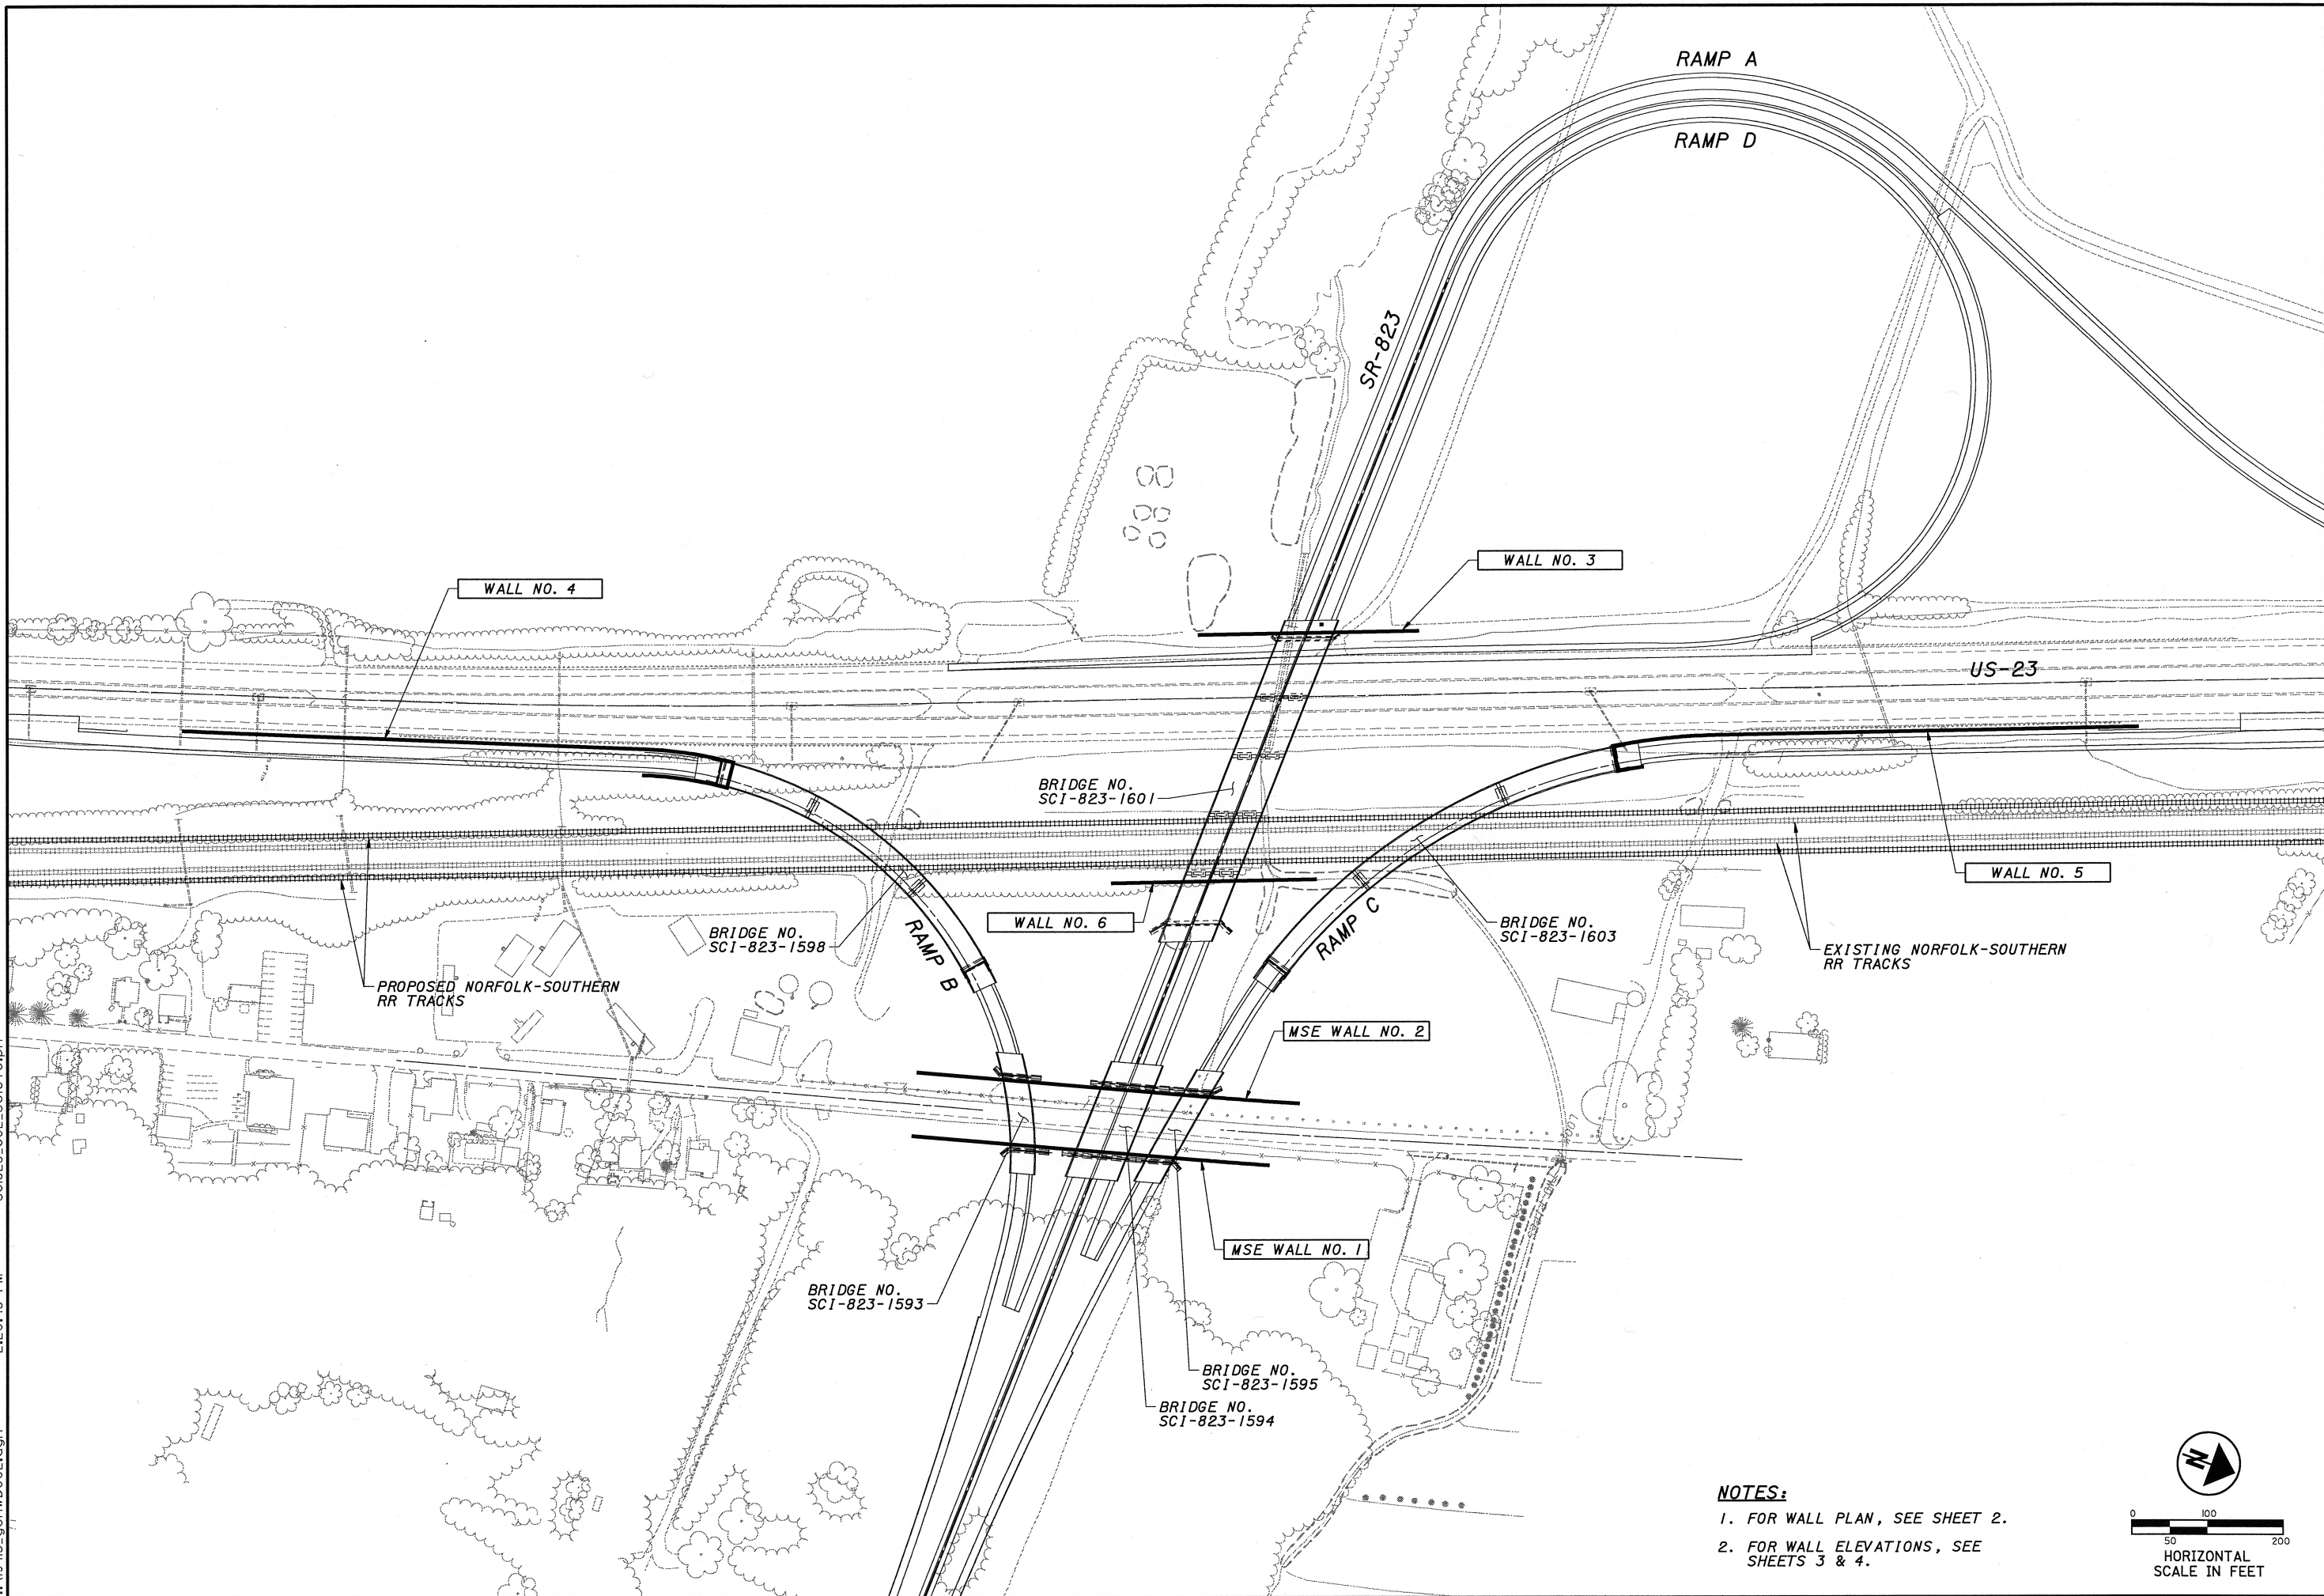 RAMP A
RAMP D
SR-823
WALL NO. 3
WALL NO. 4
US-23
BRIDGE NO.
SCI-823-1601
WALL NO. 5
WALL NO. 6
RAMP C
RAMP B
BRIDGE NO.
SCI-823-1598
BRIDGE NO.
SCI-823-1603
EXISTING NORFOLK-SOUTHERN
RR TRACKS
PROPOSED NORFOLK-SOUTHERN
RR TRACKS
MSE WALL NO. 2
MSE WALL NO. 1
BRIDGE NO.
SCI-823-1593
BRIDGE NO.
SCI-823-1595
BRIDGE NO.
SCI-823-1594
NOTES:
1. FOR WALL PLAN, SEE SHEET 2.
2. FOR WALL ELEVATIONS, SEE
SHEETS 3 & 4.
N
0 100
50 200
HORIZONTAL
SCALE IN FEET